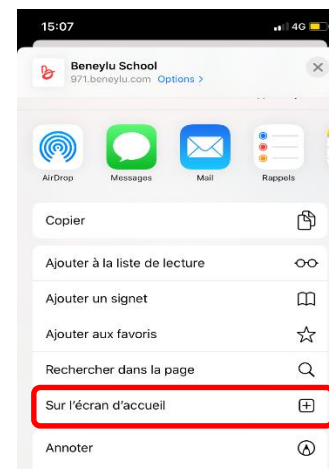 15:07 4G
Beneylu School
971.beneylu.com Options >
AirDrop Messages Mail Rappels
Copier
Ajouter à la liste de lecture
Ajouter un signet
Ajouter aux favoris
Rechercher dans la page
Sur l'écran d'accueil
Annoter